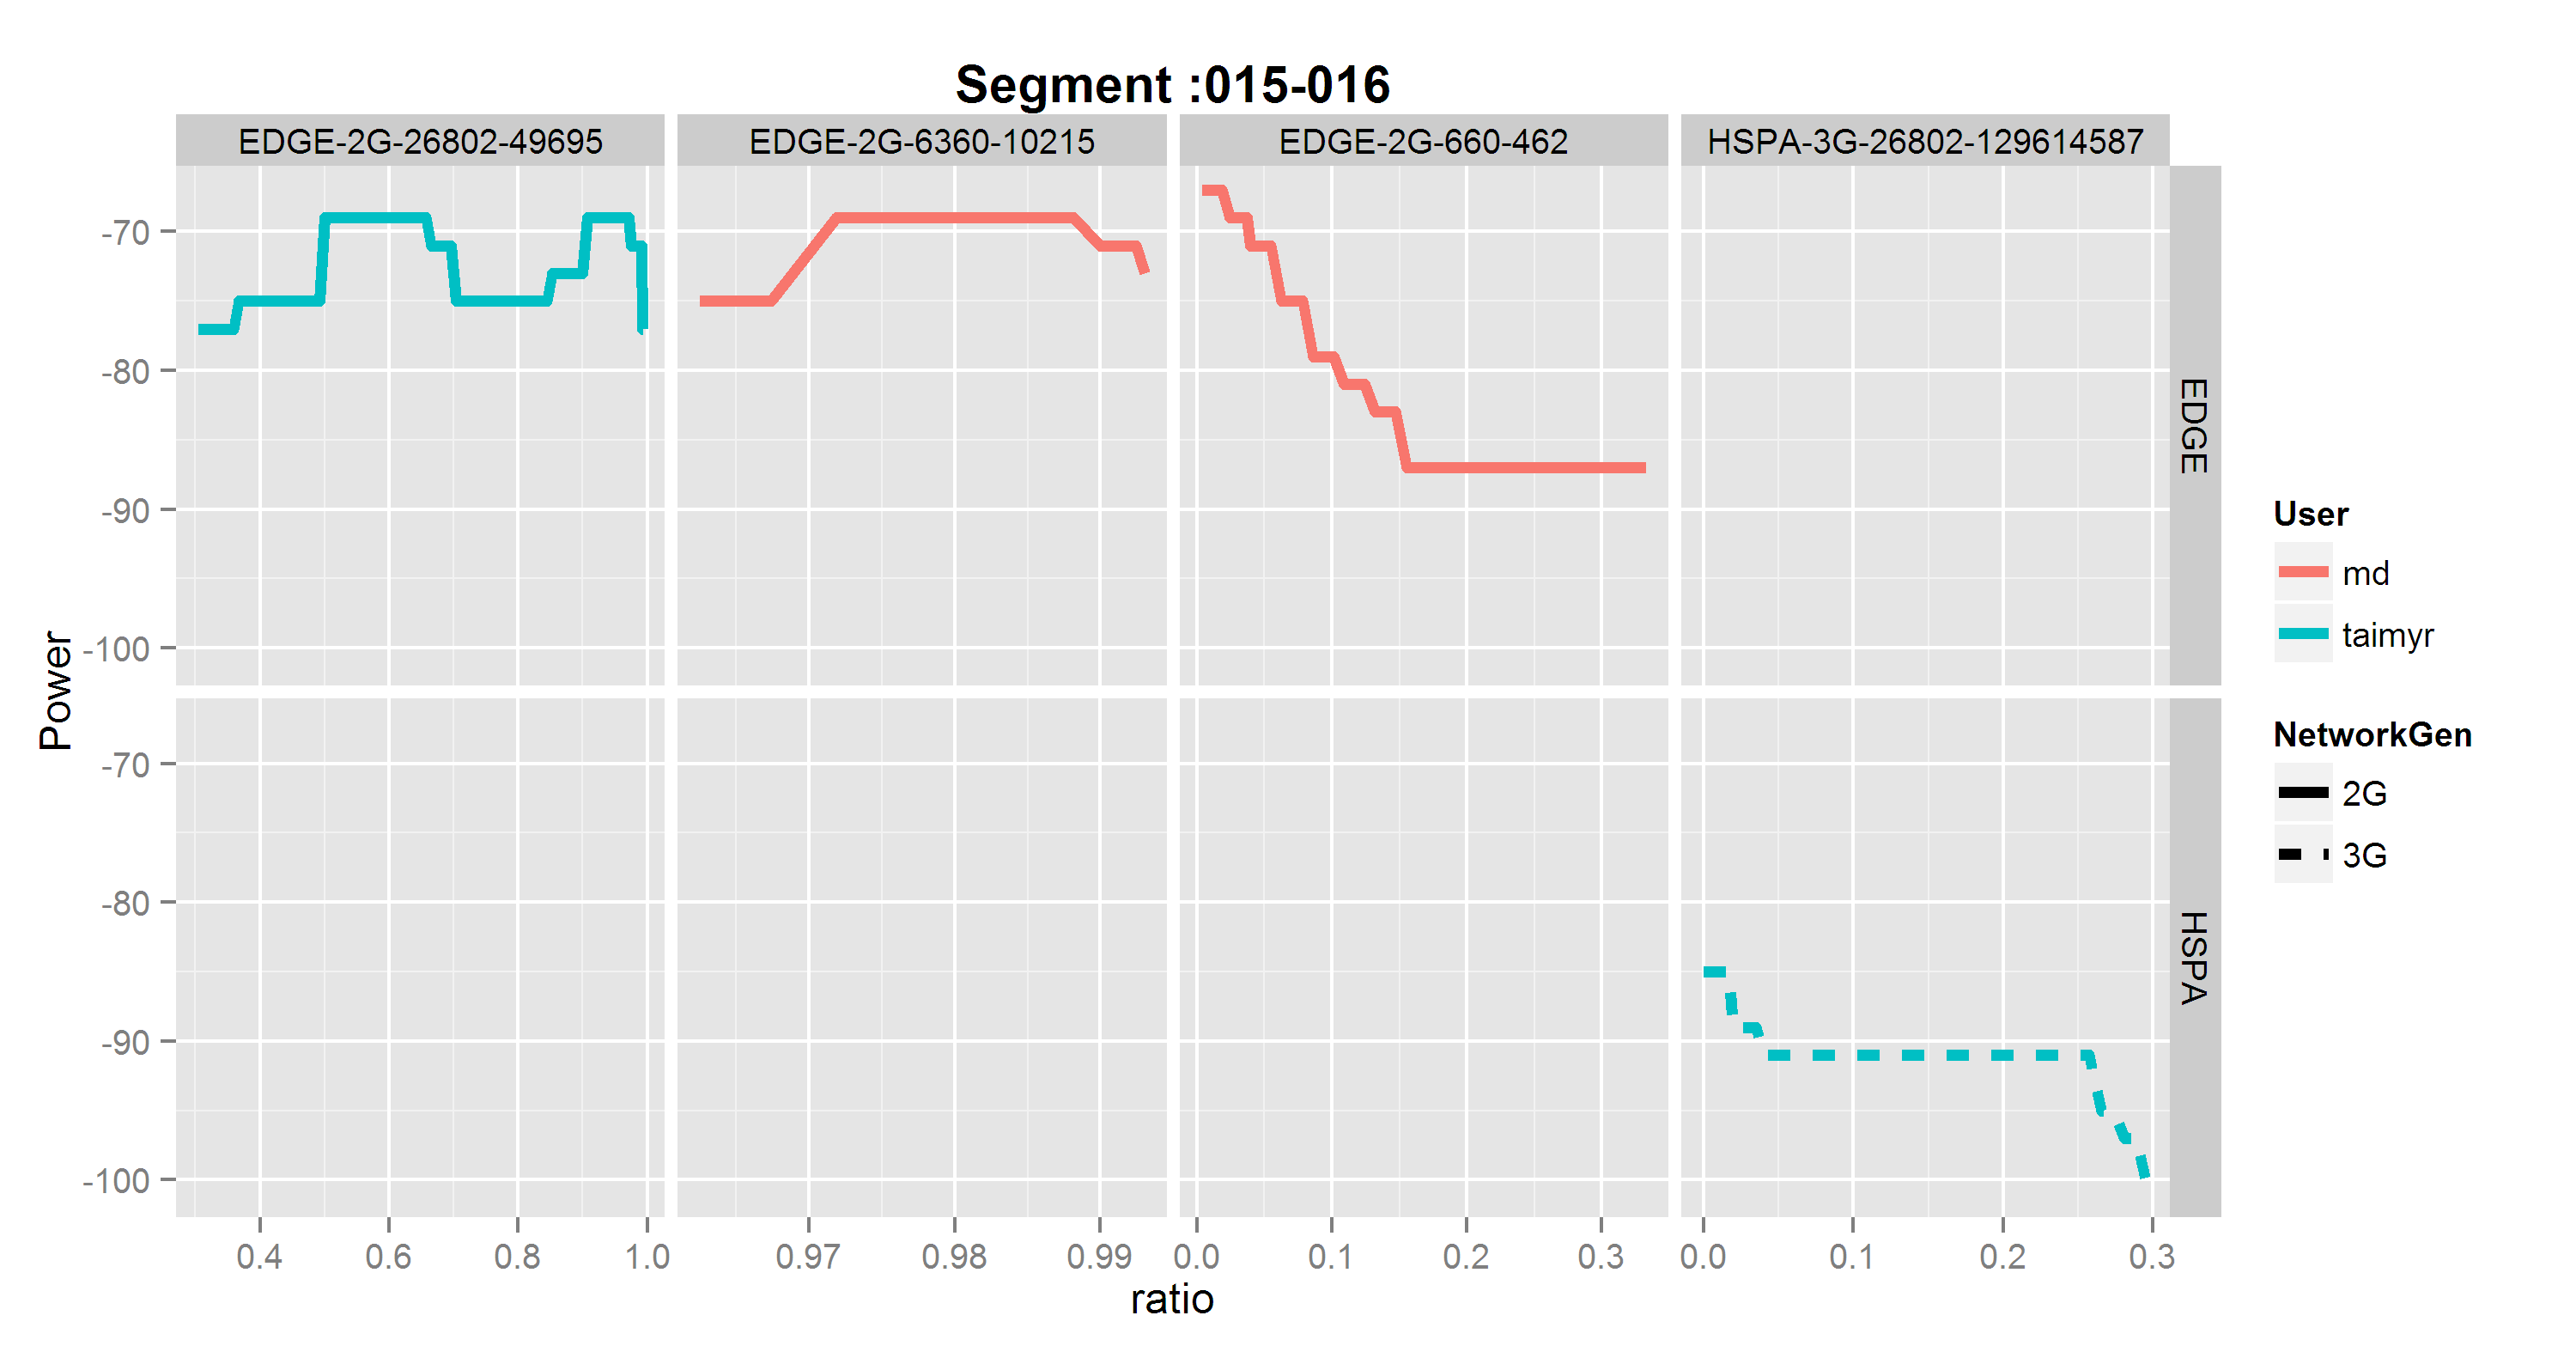 Segment :015-016
EDGE-2G-26802-49695 EDGE-2G-6360-10215 EDGE-2G-660-462 HSPA-3G-26802-129614587
-70
-80
-90
-100
EDGE
-70
-80
-90
-100
HSPA
Power
0.4 0.6 0.8 1.0 0.97 0.98 0.99 0.0 0.1 0.2 0.3 0.0 0.1 0.2 0.3
ratio
User
md
taimyr
NetworkGen
2G
3G